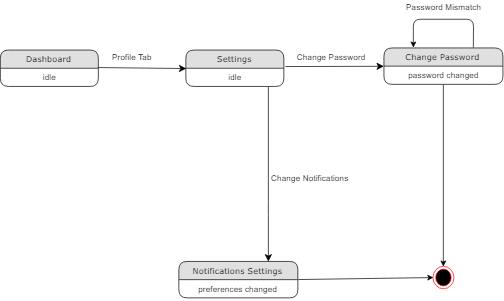 Password Mismatch
Dashboard
idle
Profile Tab
Settings
idle
Change Password
Change Password
password changed
Change Notifications
Notifications Settings
preferences changed